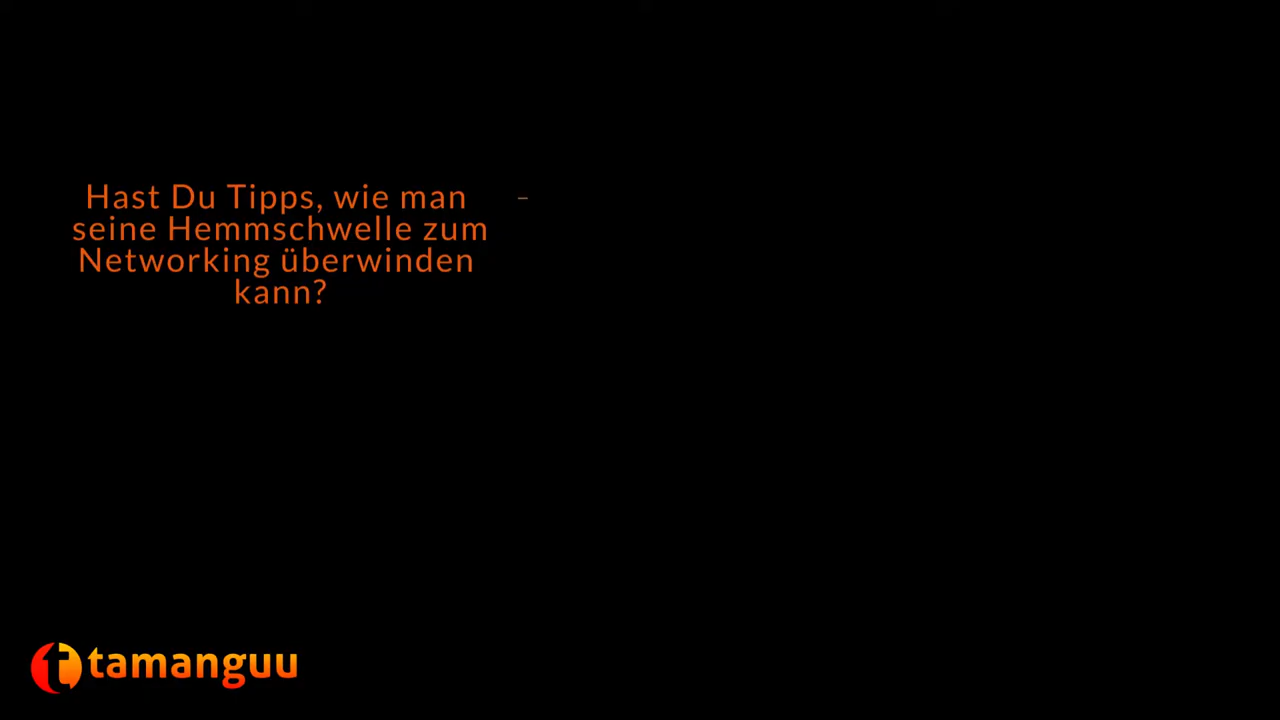 Hast Du Tipps, wie man
seine Hemmschwelle zum
Networking überwinden
kann?
-
tamanguu